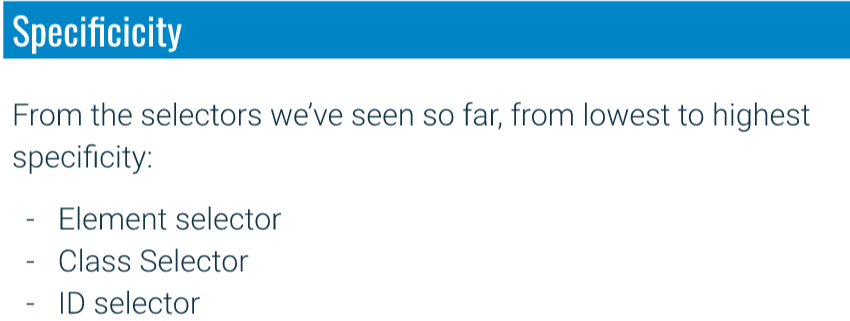 Specificicity
From the selectors we’ve seen so far, from lowest to highest
specificity:
- Element selector
- Class Selector
- ID selector